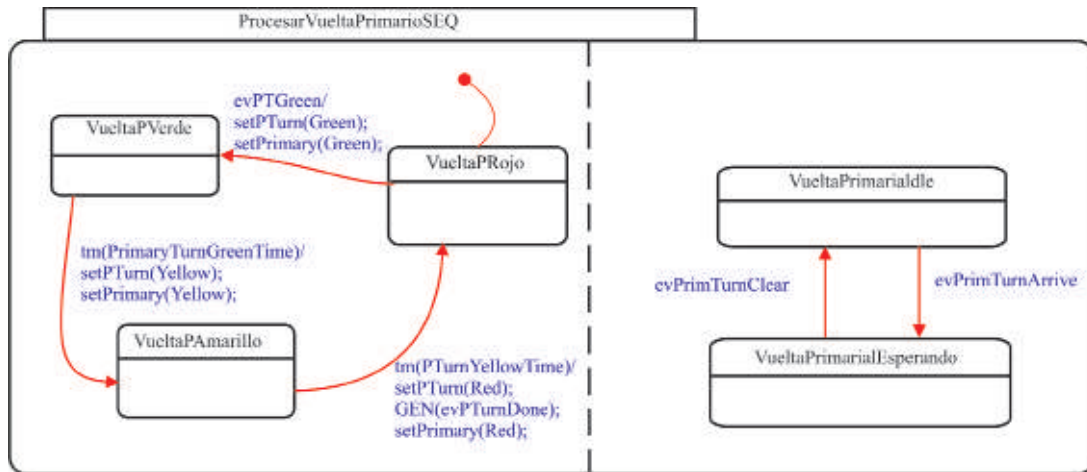 ProcesarVueltaPrimarioSEQ
evPTGreen/
setPTurn(Green);
setPrimary(Green);
VueltaPVerde
VueltaPRojo
tm(PrimaryTurnGreenTime)/
setPTurn(Yellow);
setPrimary(Yellow);
VueltaPAmarillo
tm(PTurnYellowTime)/
setPTurn(Red);
GEN(evPTurnDone);
setPrimary(Red);
VueltaPrimariaIdle
evPrimTurnClear
evPrimTurnArrive
VueltaPrimarialEsperando